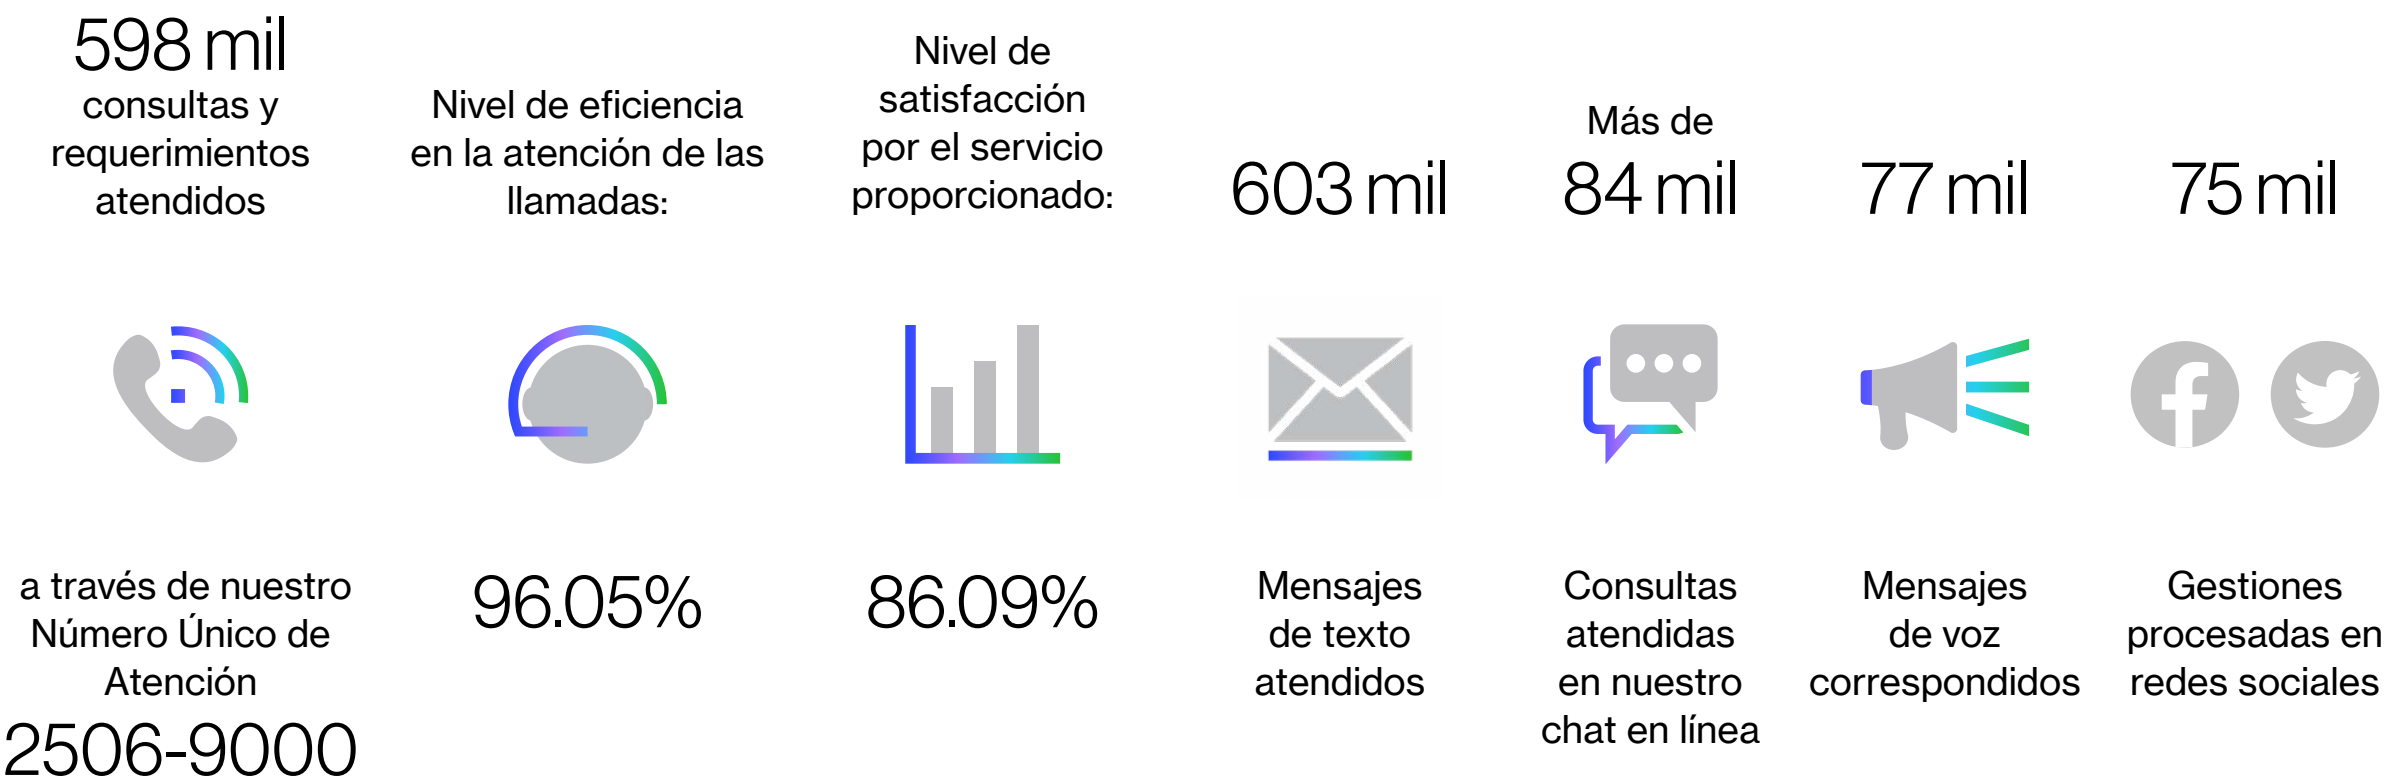 598 mil
consultas y
requerimientos
atendidos
a través de nuestro
Número Único de
Atención
2506-9000
Nivel de eficiencia
en la atención de las
llamadas:
96.05%
Nivel de
satisfacción
por el servicio
proporcionado:
86.09%
603 mil
Mensajes
de texto
atendidos
Más de
84 mil
Consultas
atendidas
en nuestro
chat en línea
77 mil
Mensajes
de voz
correspondidos
75 mil
Gestiones
procesadas en
redes sociales